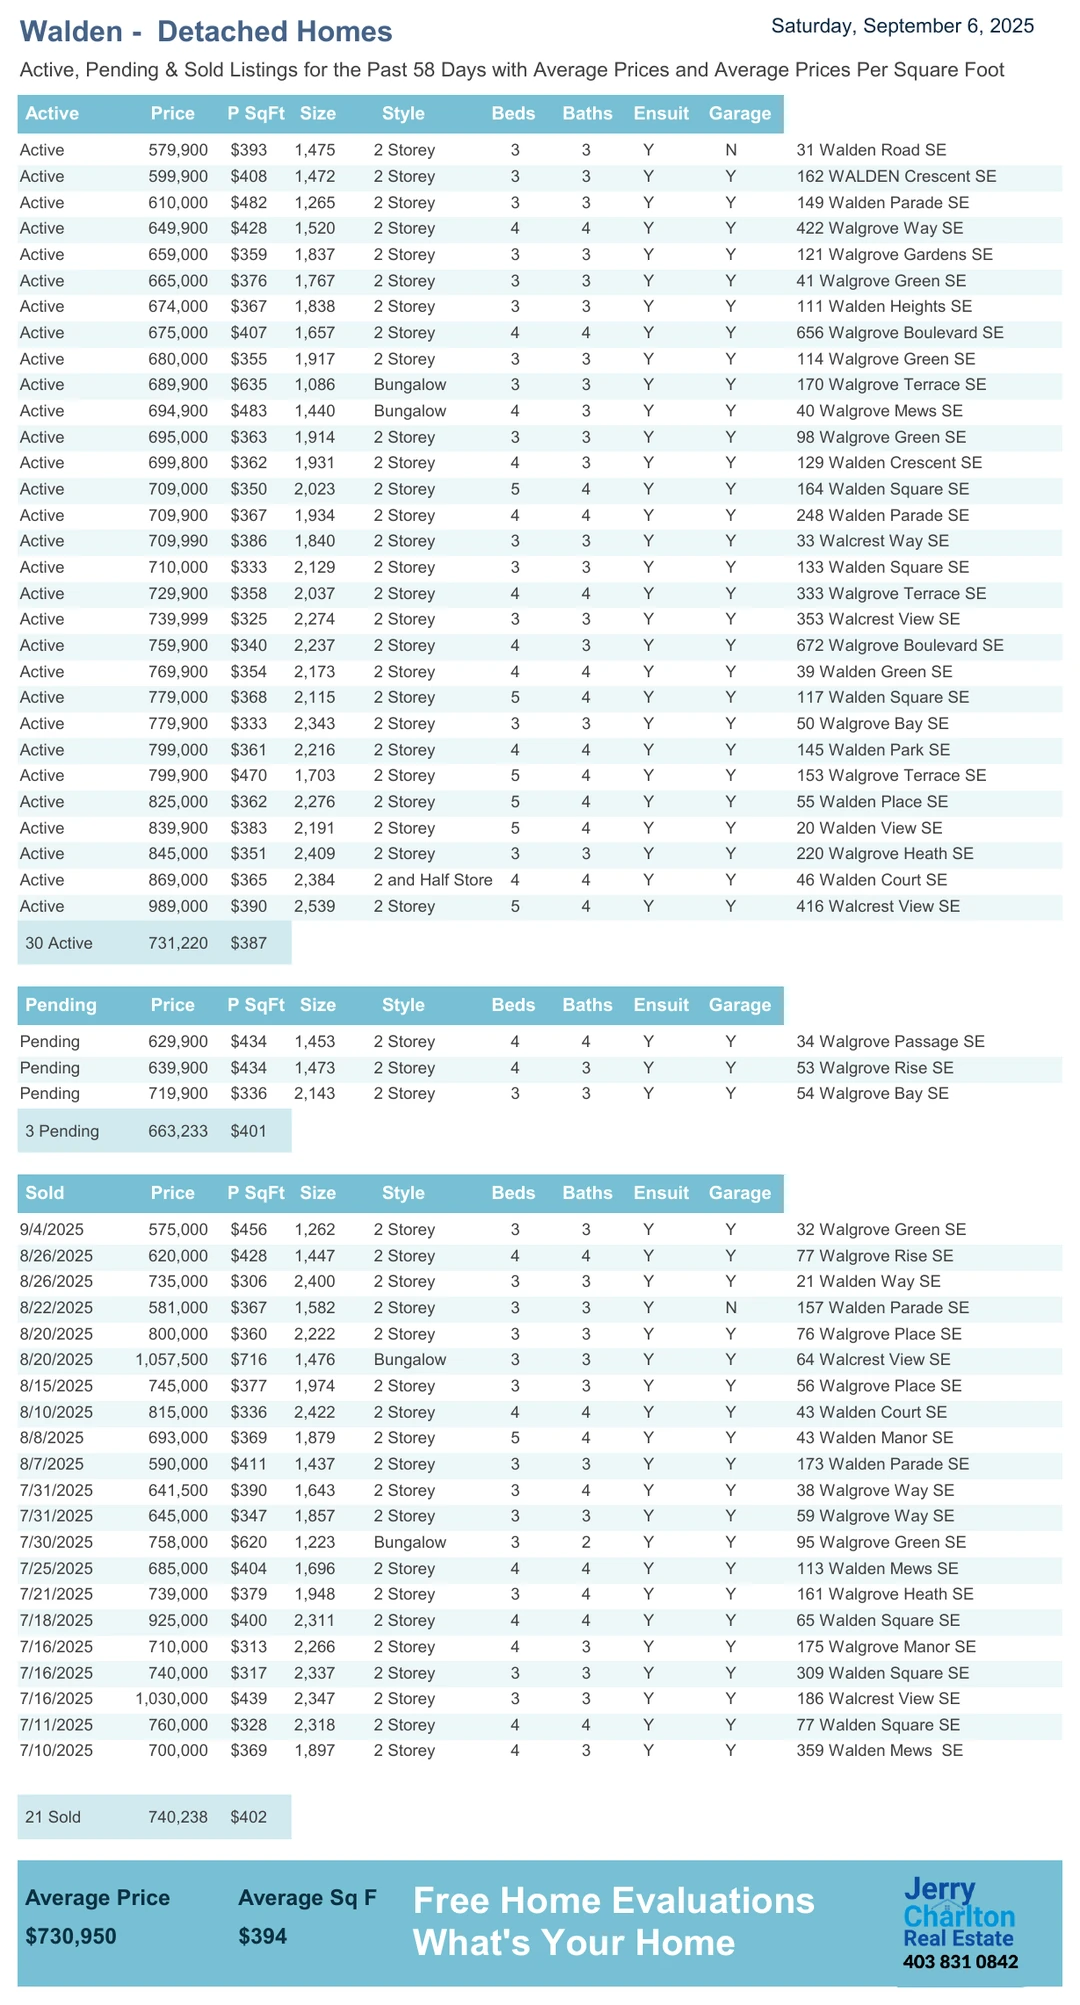 Walden -  Detached Homes
Saturday, September 6, 2025
Active, Pending & Sold Listings for the Past 58 Days with Average Prices and Average Prices Per Square Foot
Active Price P SqFt Size Style Beds Baths Ensuit Garage
Active 579,900 $393 1,475 2 Storey 3 3 Y N 31 Walden Road SE
Active 599,900 $408 1,472 2 Storey 3 3 Y Y 162 WALDEN Crescent SE
Active 610,000 $482 1,265 2 Storey 3 3 Y Y 149 Walden Parade SE
Active 649,900 $428 1,520 2 Storey 4 4 Y Y 422 Walgrove Way SE
Active 659,000 $359 1,837 2 Storey 3 3 Y Y 121 Walgrove Gardens SE
Active 665,000 $376 1,767 2 Storey 3 3 Y Y 41 Walgrove Green SE
Active 674,000 $367 1,838 2 Storey 3 3 Y Y 111 Walden Heights SE
Active 675,000 $407 1,657 2 Storey 4 4 Y Y 656 Walgrove Boulevard SE
Active 680,000 $355 1,917 2 Storey 3 3 Y Y 114 Walgrove Green SE
Active 689,900 $635 1,086 Bungalow 3 3 Y Y 170 Walgrove Terrace SE
Active 694,900 $483 1,440 Bungalow 4 3 Y Y 40 Walgrove Mews SE
Active 695,000 $363 1,914 2 Storey 3 3 Y Y 98 Walgrove Green SE
Active 699,800 $362 1,931 2 Storey 4 3 Y Y 129 Walden Crescent SE
Active 709,000 $350 2,023 2 Storey 5 4 Y Y 164 Walden Square SE
Active 709,900 $367 1,934 2 Storey 4 4 Y Y 248 Walden Parade SE
Active 709,990 $386 1,840 2 Storey 3 3 Y Y 33 Walcrest Way SE
Active 710,000 $333 2,129 2 Storey 3 3 Y Y 133 Walden Square SE
Active 729,900 $358 2,037 2 Storey 4 4 Y Y 333 Walgrove Terrace SE
Active 739,999 $325 2,274 2 Storey 3 3 Y Y 353 Walcrest View SE
Active 759,900 $340 2,237 2 Storey 4 3 Y Y 672 Walgrove Boulevard SE
Active 769,900 $354 2,173 2 Storey 4 4 Y Y 39 Walden Green SE
Active 779,000 $368 2,115 2 Storey 5 4 Y Y 117 Walden Square SE
Active 779,900 $333 2,343 2 Storey 3 3 Y Y 50 Walgrove Bay SE
Active 799,000 $361 2,216 2 Storey 4 4 Y Y 145 Walden Park SE
Active 799,900 $470 1,703 2 Storey 5 4 Y Y 153 Walgrove Terrace SE
Active 825,000 $362 2,276 2 Storey 5 4 Y Y 55 Walden Place SE
Active 839,900 $383 2,191 2 Storey 5 4 Y Y 20 Walden View SE
Active 845,000 $351 2,409 2 Storey 3 3 Y Y 220 Walgrove Heath SE
Active 869,000 $365 2,384 2 and Half Store 4 4 Y Y 46 Walden Court SE
Active 989,000 $390 2,539 2 Storey 5 4 Y Y 416 Walcrest View SE
30 Active 731,220 $387
Pending Price P SqFt Size Style Beds Baths Ensuit Garage
Pending 629,900 $434 1,453 2 Storey 4 4 Y Y 34 Walgrove Passage SE
Pending 639,900 $434 1,473 2 Storey 4 3 Y Y 53 Walgrove Rise SE
Pending 719,900 $336 2,143 2 Storey 3 3 Y Y 54 Walgrove Bay SE
3 Pending 663,233 $401
Sold Price P SqFt Size Style Beds Baths Ensuit Garage
9/4/2025 575,000 $456 1,262 2 Storey 3 3 Y Y 32 Walgrove Green SE
8/26/2025 620,000 $428 1,447 2 Storey 4 4 Y Y 77 Walgrove Rise SE
8/26/2025 735,000 $306 2,400 2 Storey 3 3 Y Y 21 Walden Way SE
8/22/2025 581,000 $367 1,582 2 Storey 3 3 Y N 157 Walden Parade SE
8/20/2025 800,000 $360 2,222 2 Storey 3 3 Y Y 76 Walgrove Place SE
8/20/2025 1,057,500 $716 1,476 Bungalow 3 3 Y Y 64 Walcrest View SE
8/15/2025 745,000 $377 1,974 2 Storey 3 3 Y Y 56 Walgrove Place SE
8/10/2025 815,000 $336 2,422 2 Storey 4 4 Y Y 43 Walden Court SE
8/8/2025 693,000 $369 1,879 2 Storey 5 4 Y Y 43 Walden Manor SE
8/7/2025 590,000 $411 1,437 2 Storey 3 3 Y Y 173 Walden Parade SE
7/31/2025 641,500 $390 1,643 2 Storey 3 4 Y Y 38 Walgrove Way SE
7/31/2025 645,000 $347 1,857 2 Storey 3 3 Y Y 59 Walgrove Way SE
7/30/2025 758,000 $620 1,223 Bungalow 3 2 Y Y 95 Walgrove Green SE
7/25/2025 685,000 $404 1,696 2 Storey 4 4 Y Y 113 Walden Mews SE
7/21/2025 739,000 $379 1,948 2 Storey 3 4 Y Y 161 Walgrove Heath SE
7/18/2025 925,000 $400 2,311 2 Storey 4 4 Y Y 65 Walden Square SE
7/16/2025 710,000 $313 2,266 2 Storey 4 3 Y Y 175 Walgrove Manor SE
7/16/2025 740,000 $317 2,337 2 Storey 3 3 Y Y 309 Walden Square SE
7/16/2025 1,030,000 $439 2,347 2 Storey 3 3 Y Y 186 Walcrest View SE
7/11/2025 760,000 $328 2,318 2 Storey 4 4 Y Y 77 Walden Square SE
7/10/2025 700,000 $369 1,897 2 Storey 4 3 Y Y 359 Walden Mews  SE
21 Sold 740,238 $402
Average Price Average Sq F
$730,950 $394
Free Home Evaluations
What's Your Home
Jerry
Charlton
Real Estate
403 831 0842